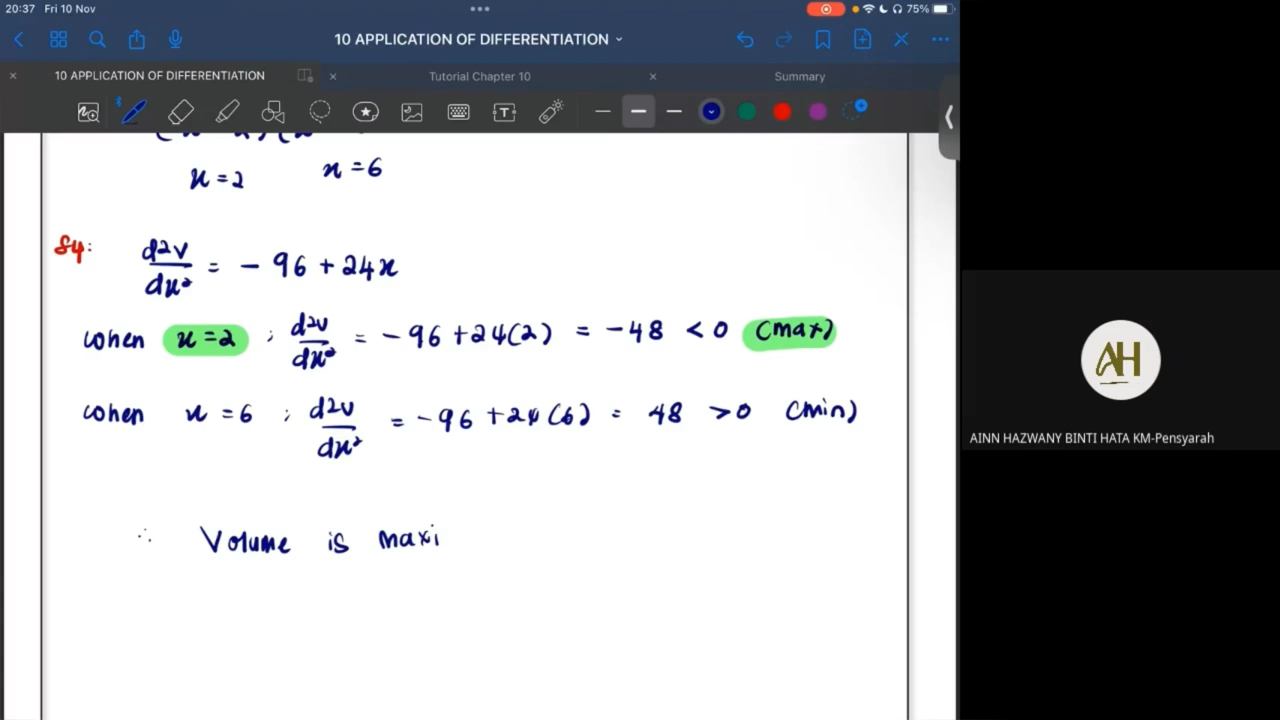 20:37 Fri 10 Nov
75%
10 APPLICATION OF DIFFERENTIATION
10 APPLICATION OF DIFFERENTIATION
Tutorial Chapter 10
Summary
x = 2 x = 6
S4: d2V/dx² = - 96 + 24x
when x = 2 ; d2V/dx² = - 96 + 24(2) = - 48 < 0 (max)
when x = 6 ; d2V/dx² = - 96 + 24(6) = 48 > 0 (min)
∴ Volume is maxi
AH
AINN HAZWANY BINTI HATA KM-Pensyarah